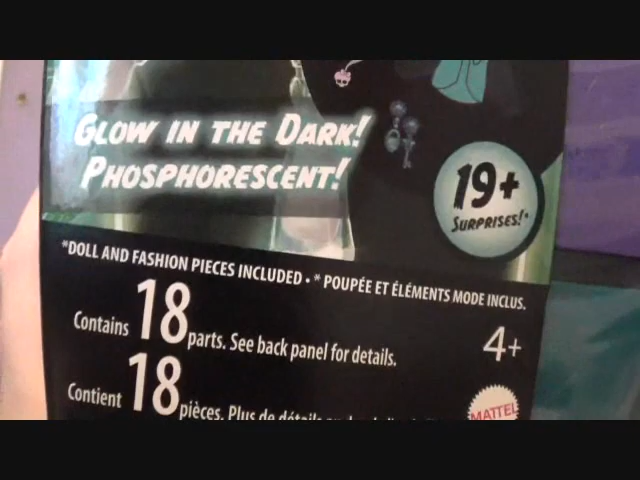 GLOW IN THE DARK!
PHOSPHORESCENT!
19+
SURPRISES!*
*DOLL AND FASHION PIECES INCLUDED • * POUPÉE ET ÉLÉMENTS MODE INCLUS.
Contains 18 parts. See back panel for details.
4+
Contient 18 pièces. Plus de
MATTEL